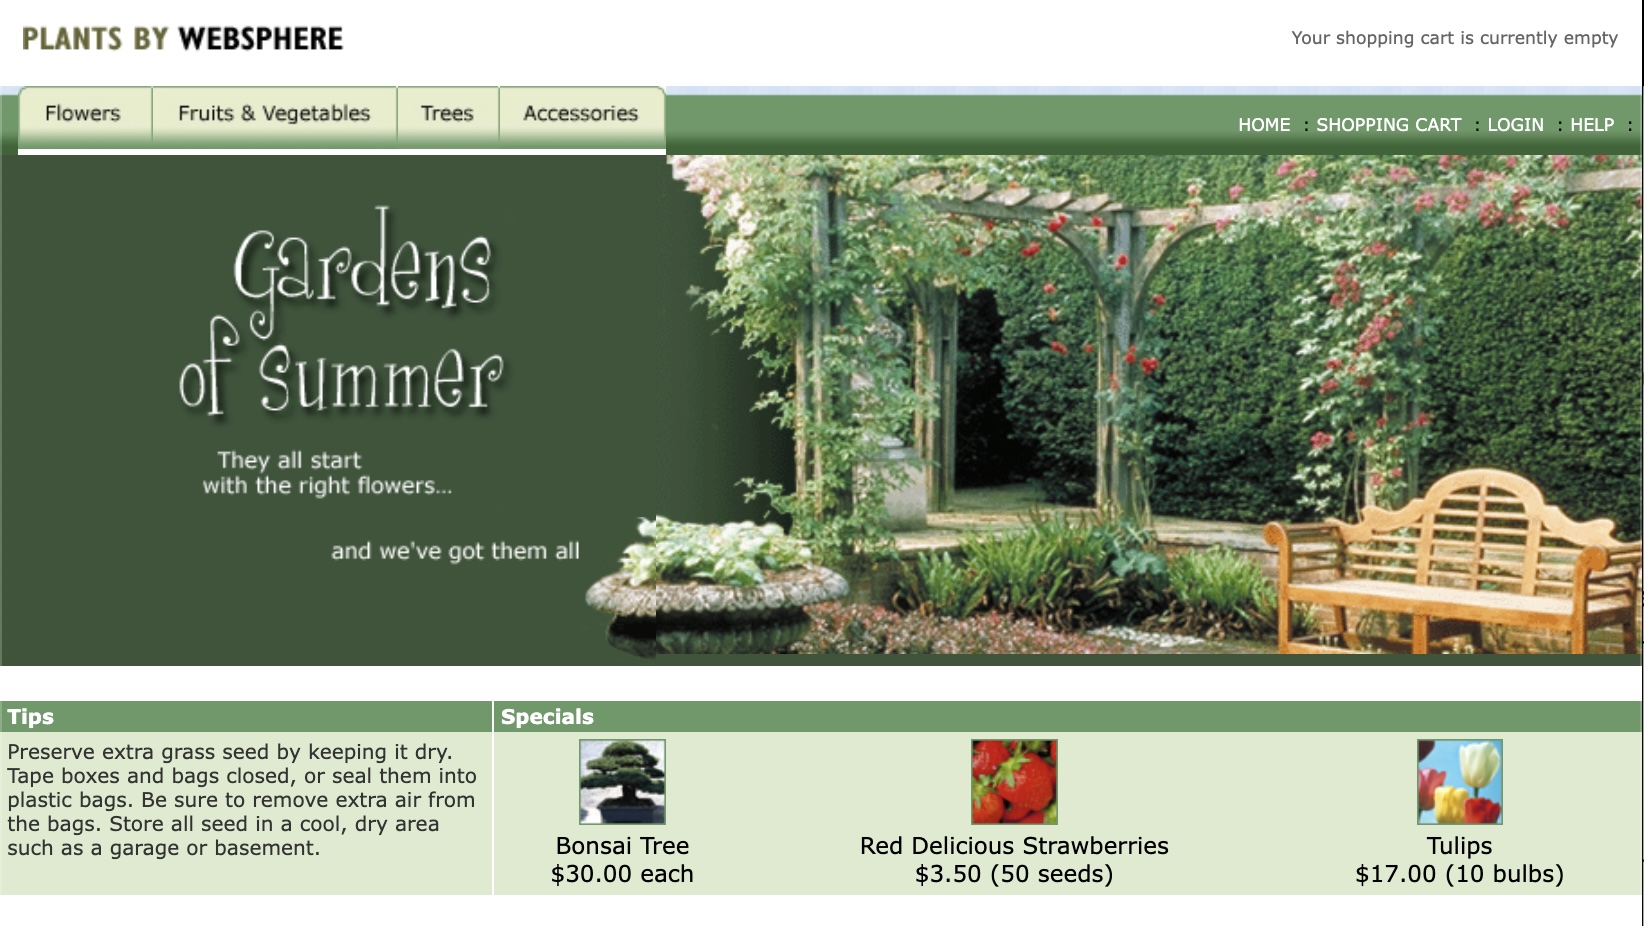 PLANTS BY WEBSPHERE
Your shopping cart is currently empty
Flowers
Fruits & Vegetables
Trees
Accessories
HOME : SHOPPING CART : LOGIN : HELP :
Gardens
of Summer
They all start
with the right flowers...
and we've got them all
Tips
Preserve extra grass seed by keeping it dry.
Tape boxes and bags closed, or seal them into
plastic bags. Be sure to remove extra air from
the bags. Store all seed in a cool, dry area
such as a garage or basement.
Specials
Bonsai Tree
$30.00 each
Red Delicious Strawberries
$3.50 (50 seeds)
Tulips
$17.00 (10 bulbs)